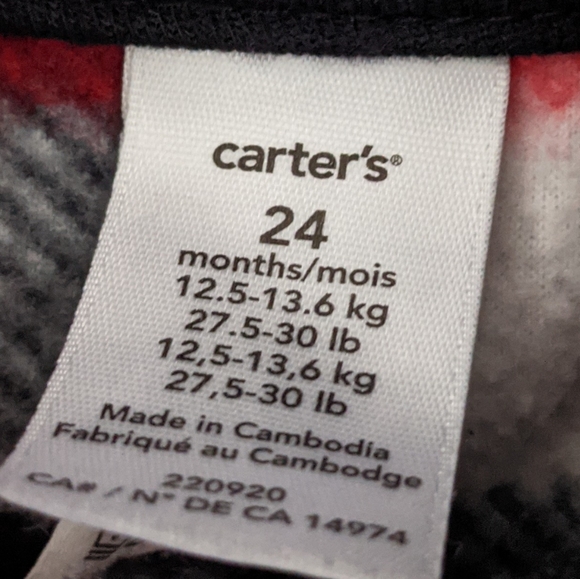 carter's®
24
months/mois
12.5-13.6 kg
27.5-30 lb
12,5-13,6 kg
27,5-30 lb
Made in Cambodia
Fabriqué au Cambodge
220920
CA# / N° DE CA 14974